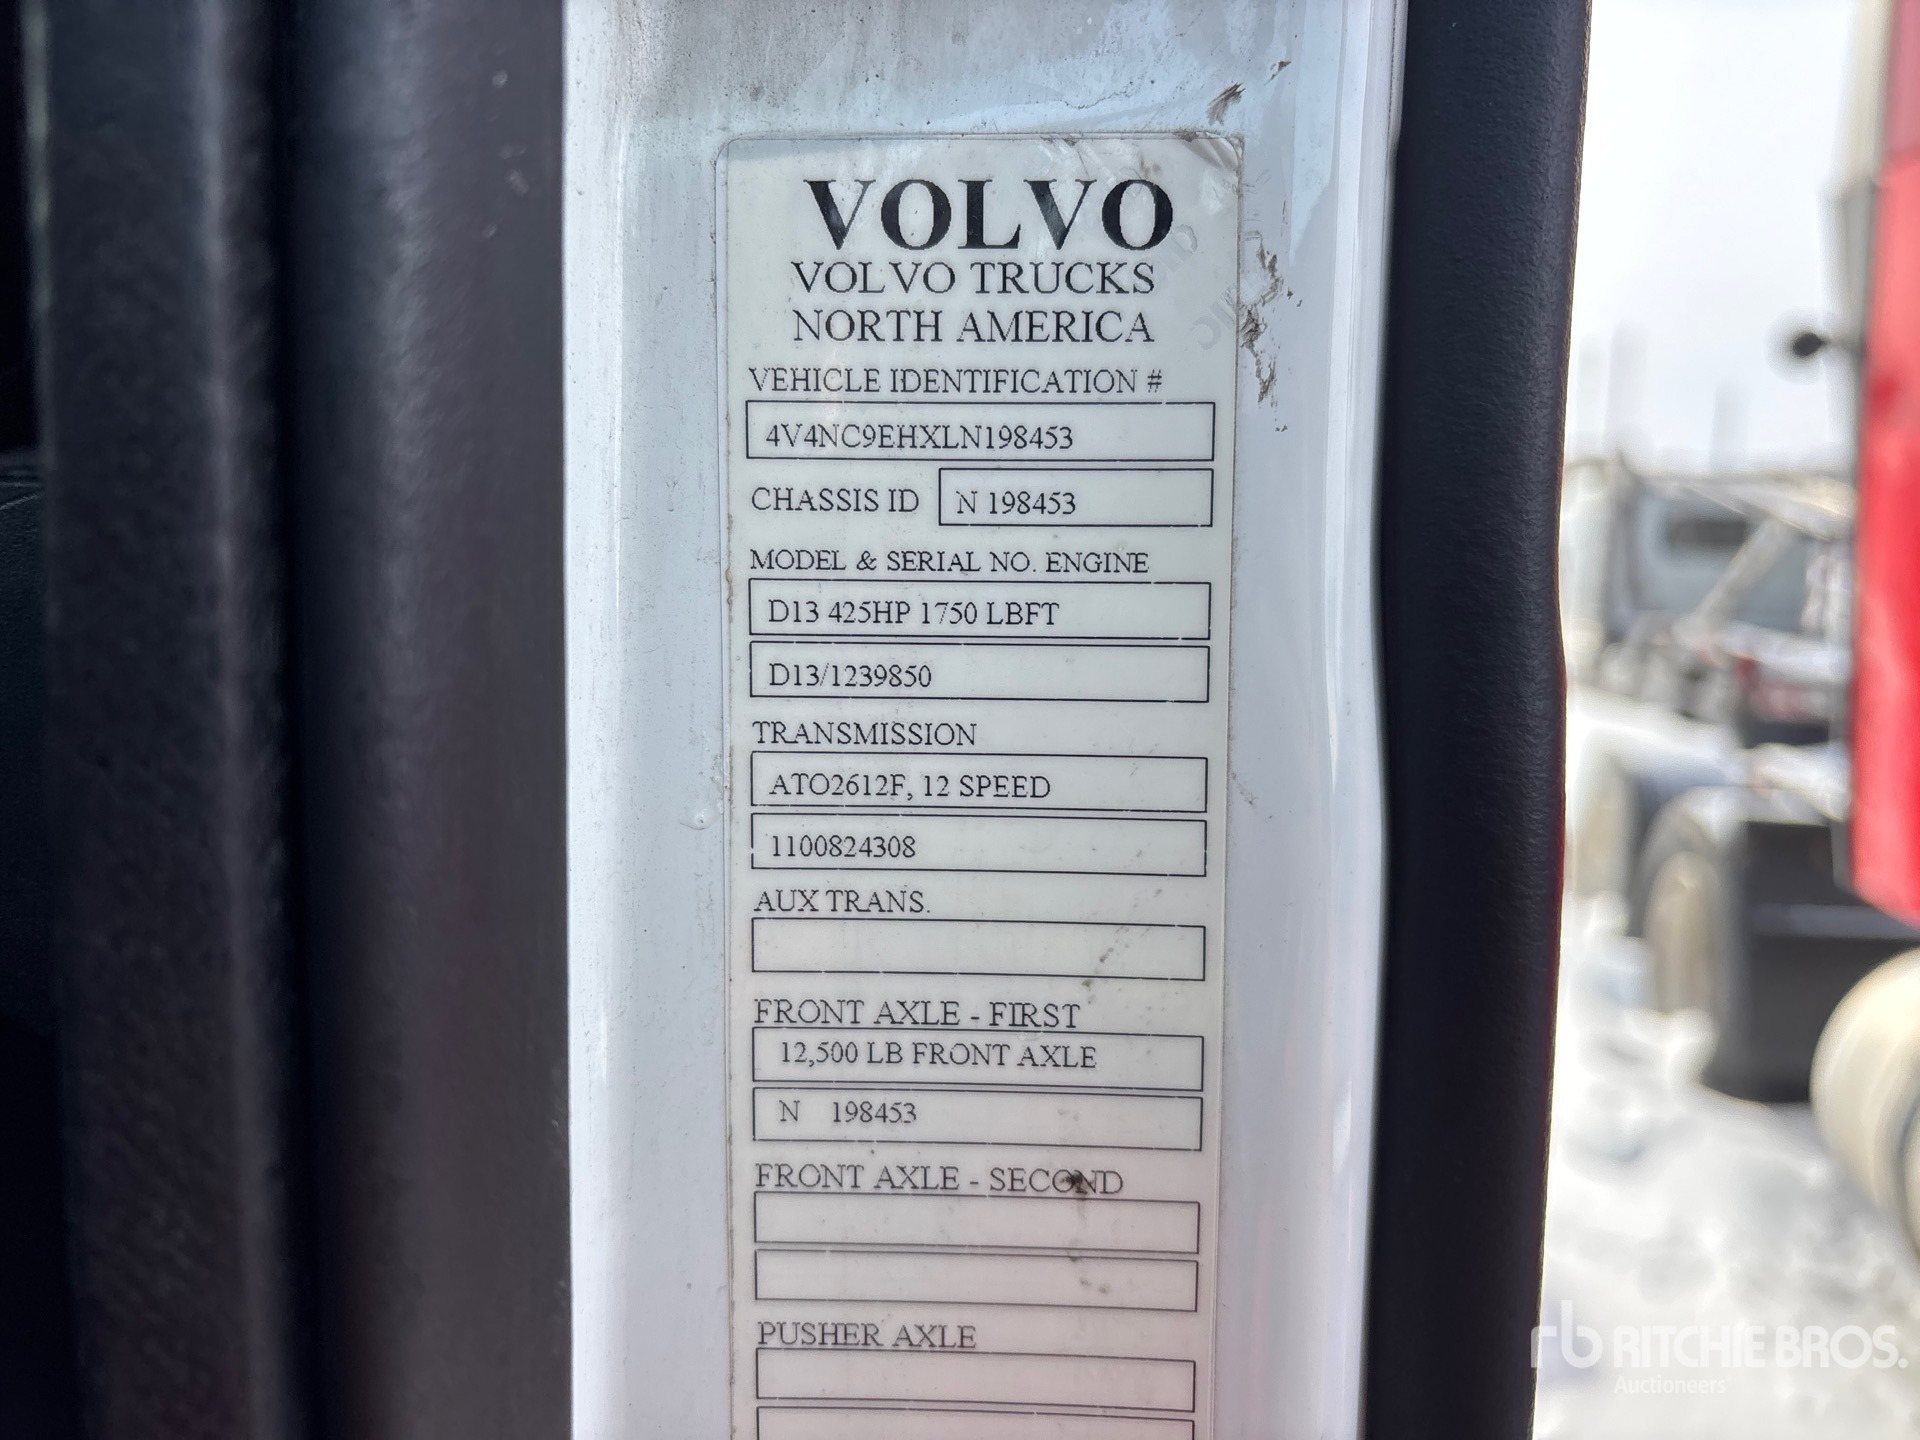 VOLVO
VOLVO TRUCKS
NORTH AMERICA
VEHICLE IDENTIFICATION #
4V4NC9EHXLN198453
CHASSIS ID N 198453
MODEL & SERIAL NO. ENGINE
D13 425HP 1750 LBFT
D13/1239850
TRANSMISSION
ATO2612F, 12 SPEED
1100824308
AUX TRANS.
FRONT AXLE - FIRST
12,500 LB FRONT AXLE
N 198453
FRONT AXLE - SECOND
PUSHER AXLE
rb RITCHIE BROS.
Auctioneers